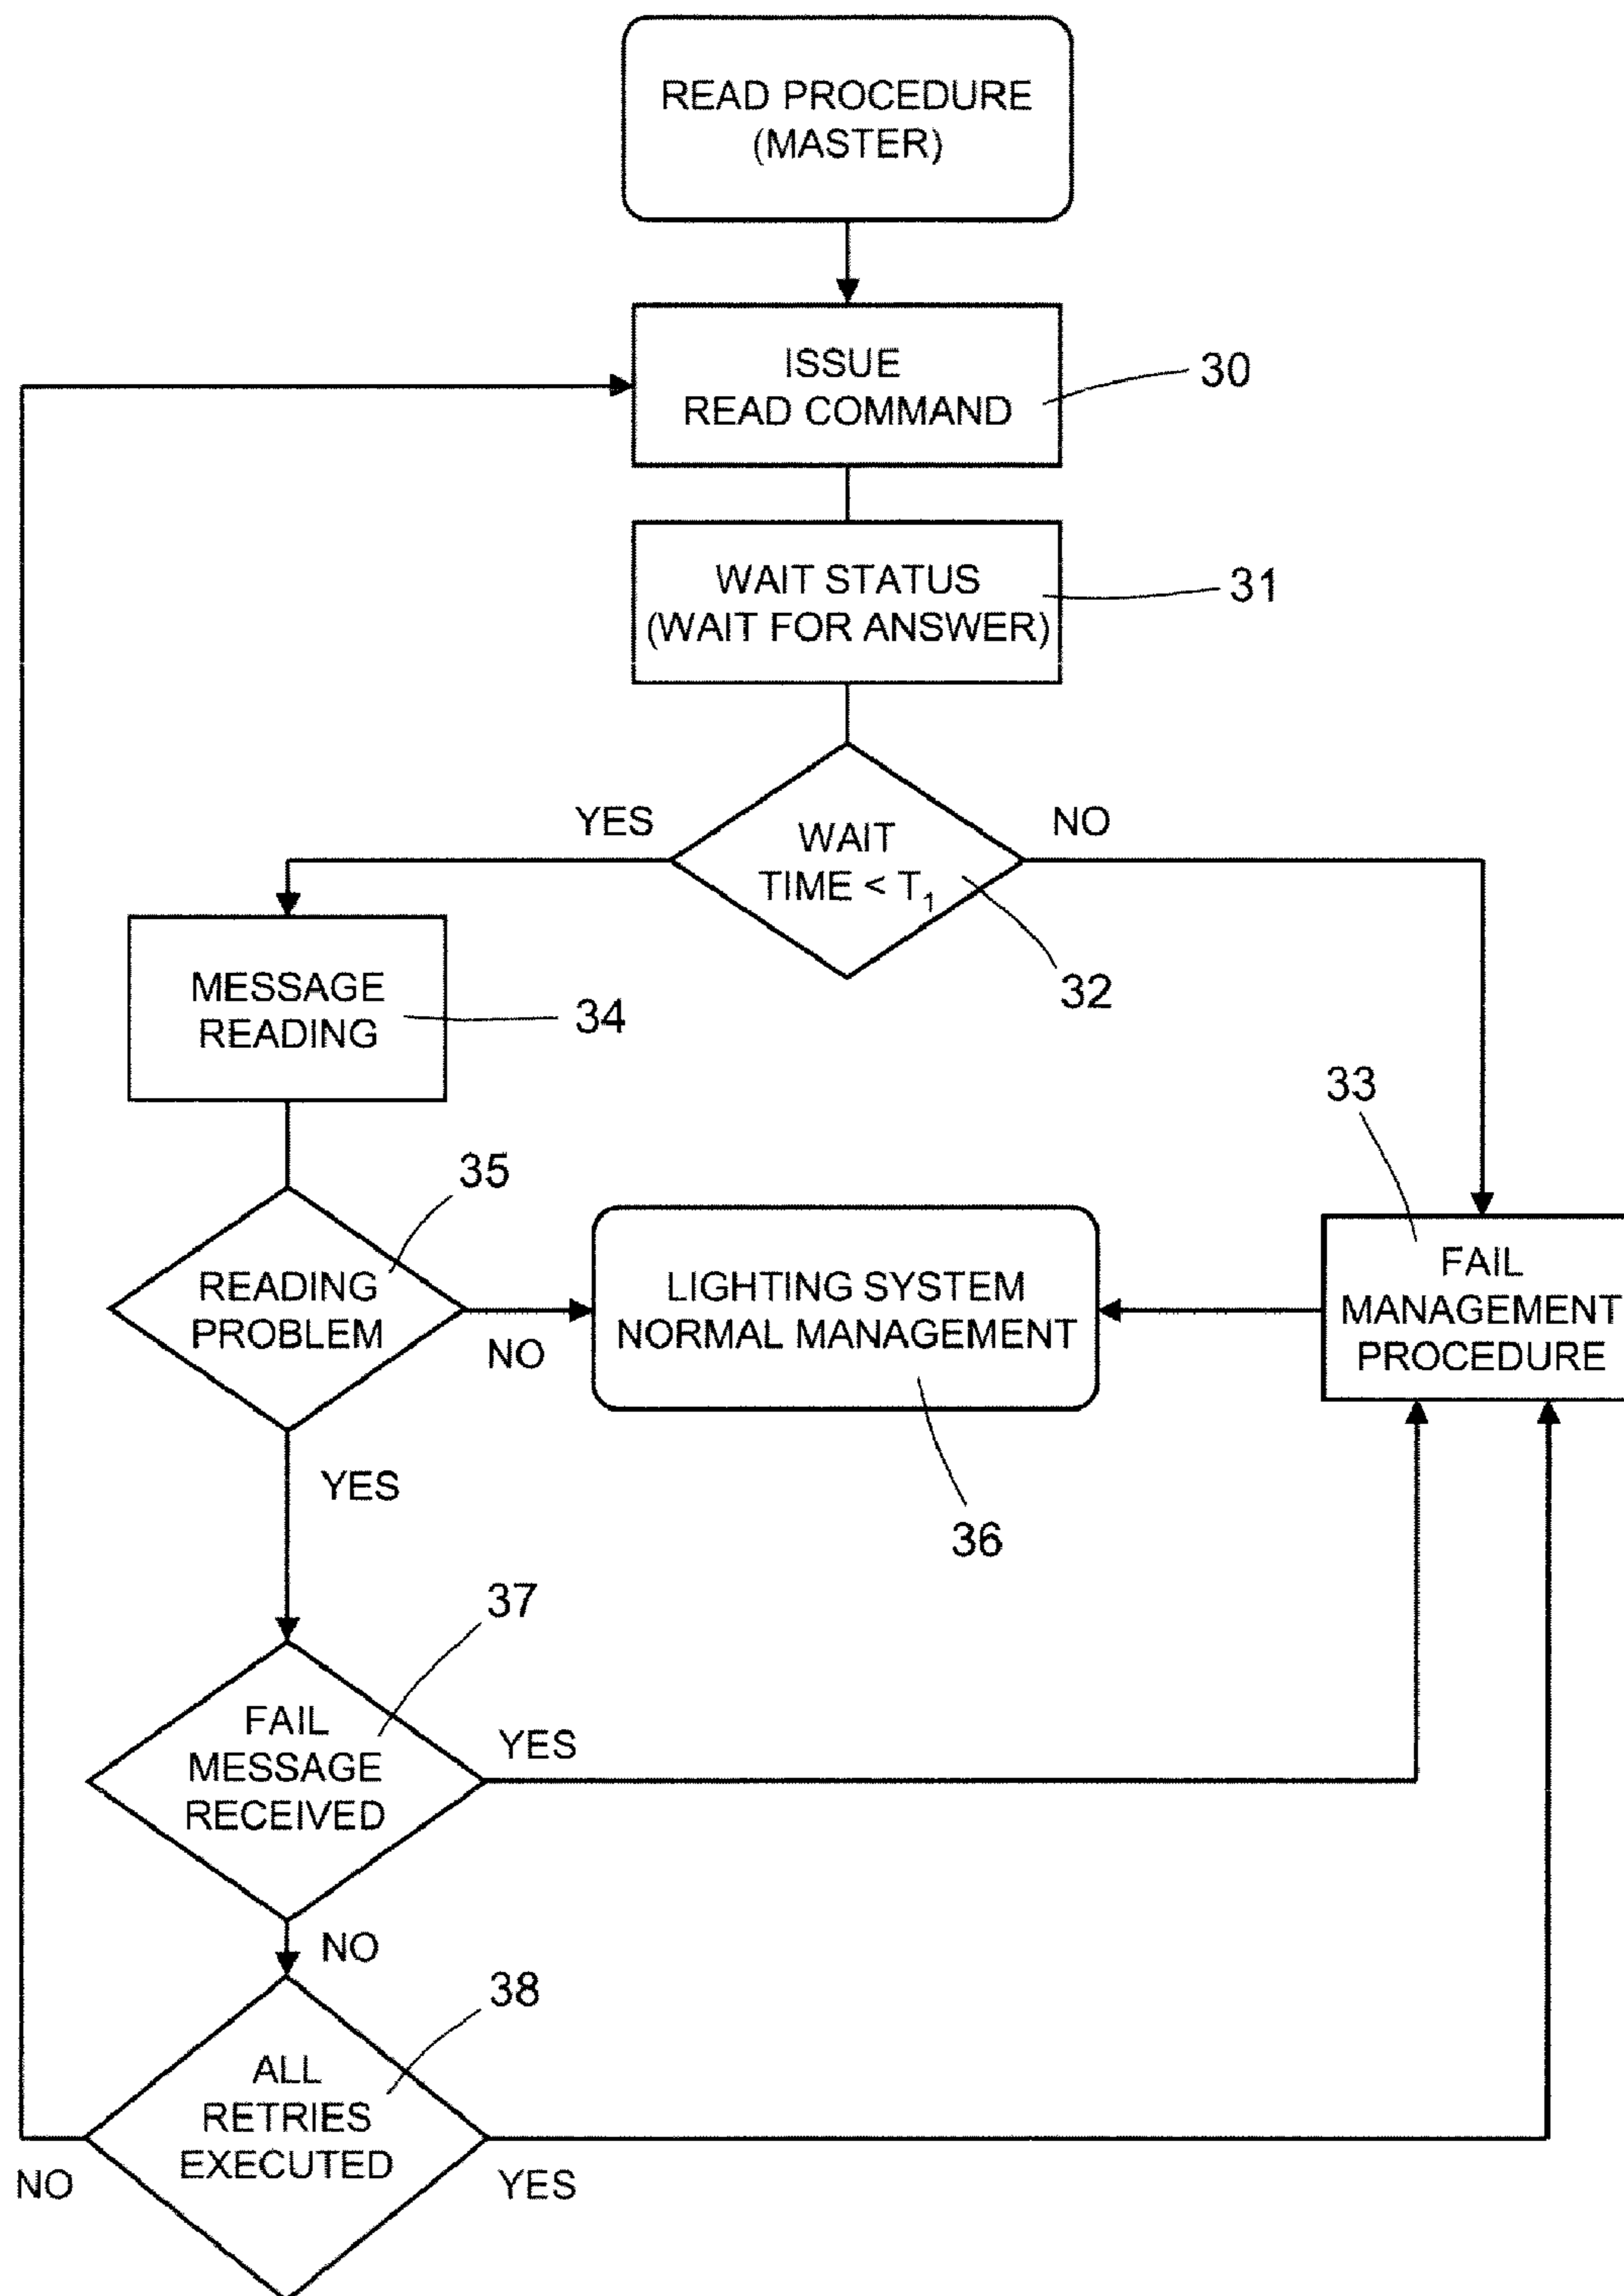 READ PROCEDURE
(MASTER)
ISSUE
READ COMMAND
30
WAIT STATUS
(WAIT FOR ANSWER)
31
YES
WAIT
TIME < T₁
NO
32
MESSAGE
READING
34
33
35
READING
PROBLEM
NO
LIGHTING SYSTEM
NORMAL MANAGEMENT
FAIL
MANAGEMENT
PROCEDURE
YES
36
37
FAIL
MESSAGE
RECEIVED
YES
NO
38
ALL
RETRIES
EXECUTED
NO
YES